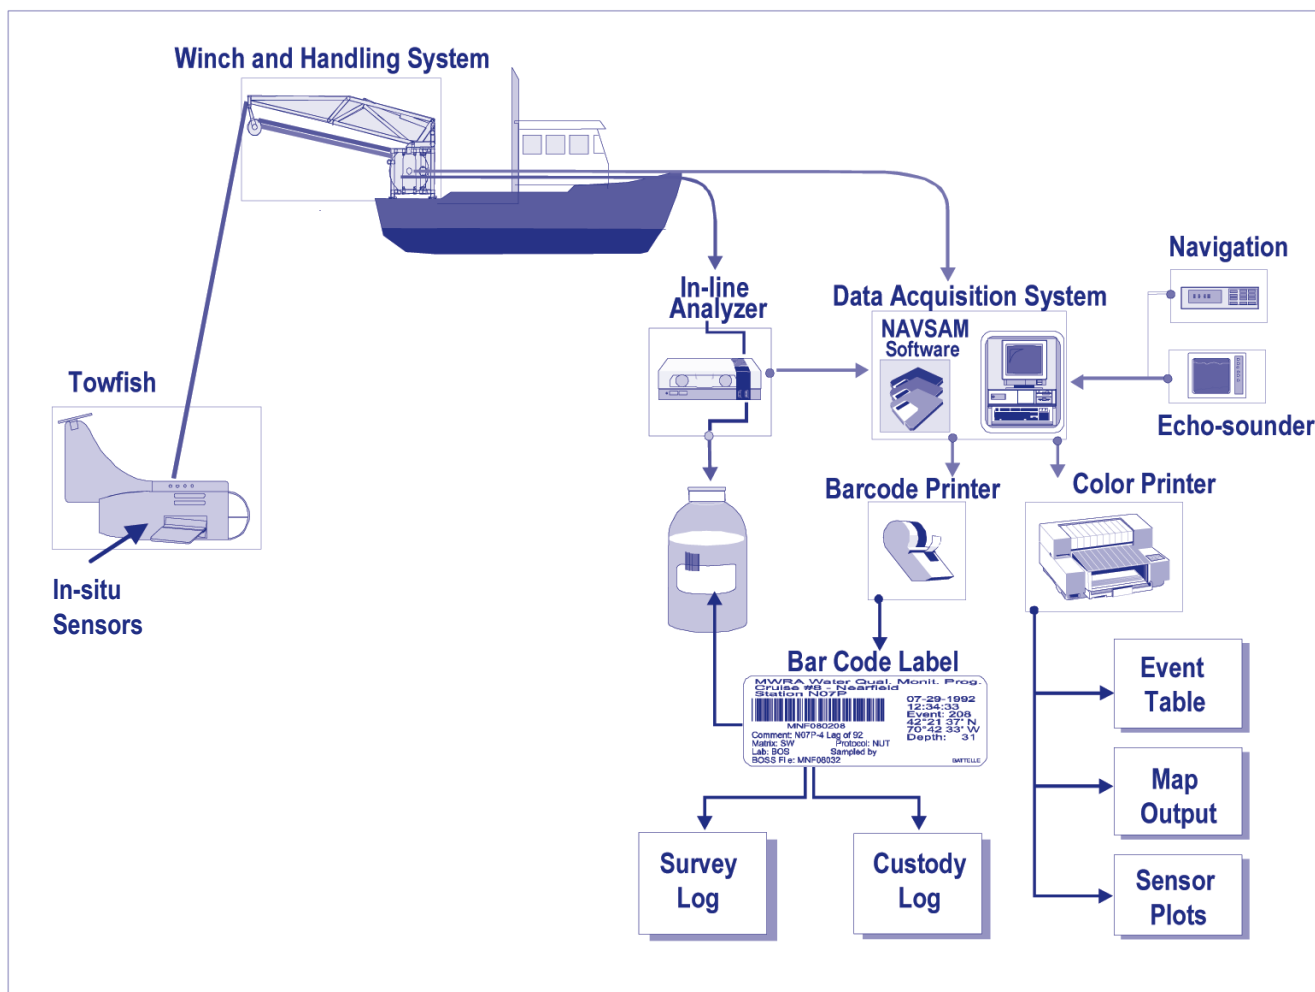 Winch and Handling System
Navigation
In-line
Analyzer
Data Acquisition System
NAVSAM
Software
Towfish
Echo-sounder
Barcode Printer
Color Printer
In-situ
Sensors
Bar Code Label
MWRA Water Qual. Monit. Prog.
Cruise #8 - Nearfield
Station N07P
07-29-1992
12:34:33
Event: 208
42°21 37' N
70°42 33' W
Depth: 31
MNF080208
Comment: N07P-4 Lag of 92
Matrix: SW Protocol: NUT
Lab: BOS Sampled by
BOSS File: MNF08032
BATTELLE
Event
Table
Map
Output
Survey
Log
Custody
Log
Sensor
Plots